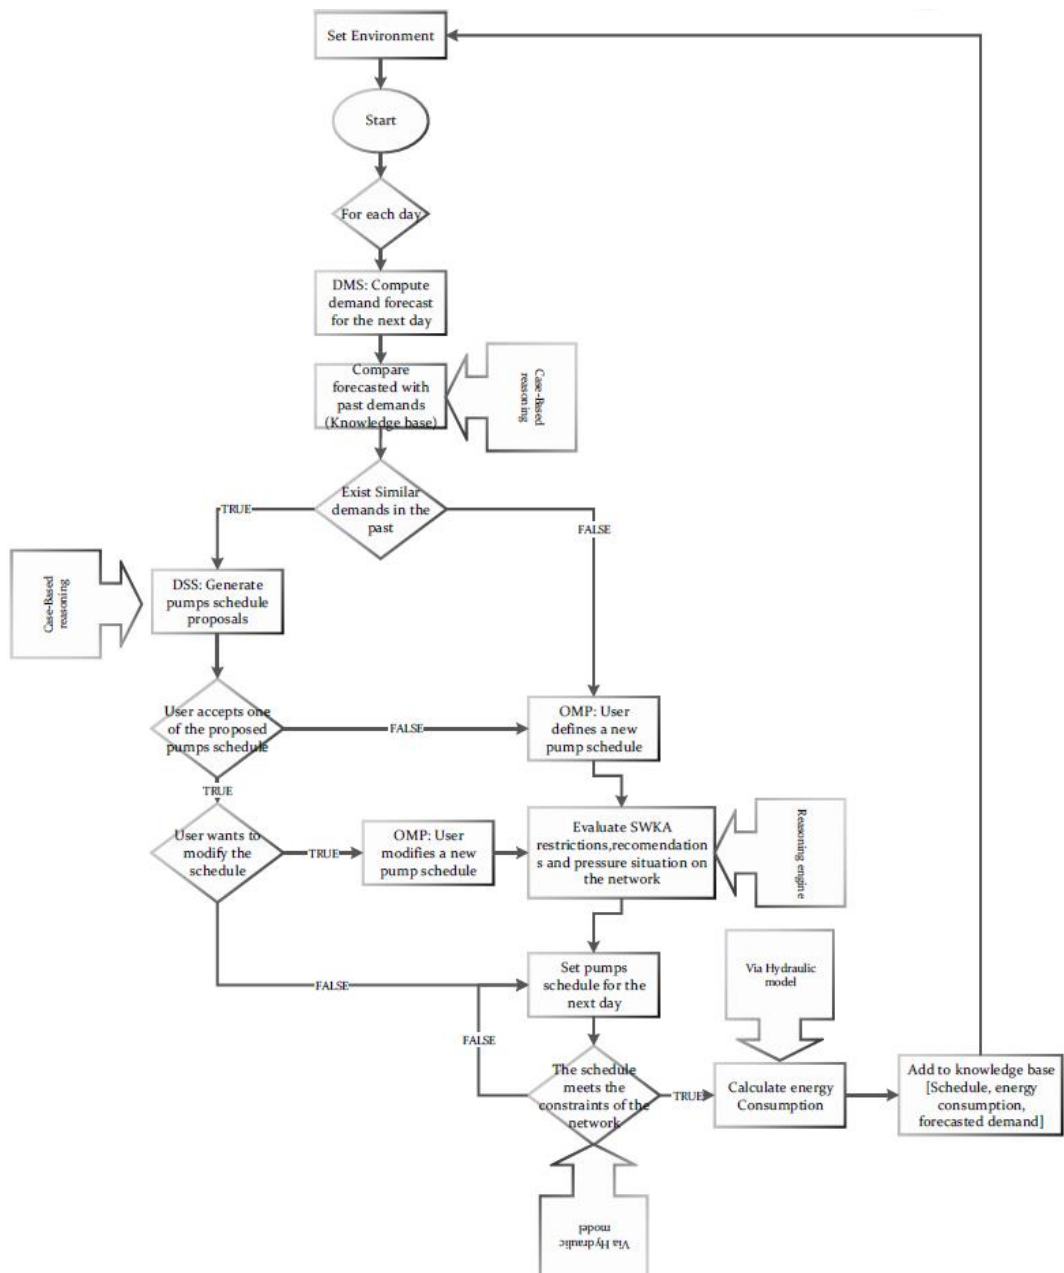 Set Environment
Start
For each day
DMS: Compute
demand forecast
for the next day
Compare
forecasted with
past demands
(Knowledge base)
Case-Based
reasoning
Exist Similar
demands in the
past
TRUE
FALSE
Case-Based
reasoning
DSS: Generate
pumps schedule
proposals
User accepts one
of the proposed
pumps schedule
FALSE
OMP: User
defines a new
pump schedule
TRUE
User wants to
modify the
schedule
TRUE
OMP: User
modifies a new
pump schedule
Evaluate SWKA
restrictions,recomendation
s and pressure situation on
the network
Reasoning engine
FALSE
Set pumps
schedule for the
next day
Via Hydraulic
model
FALSE
The schedule
meets the
constraints of the
network
TRUE
Calculate energy
Consumption
Add to knowledge base
[Schedule, energy
consumption,
forecasted demand]
Via Hydraulic
model